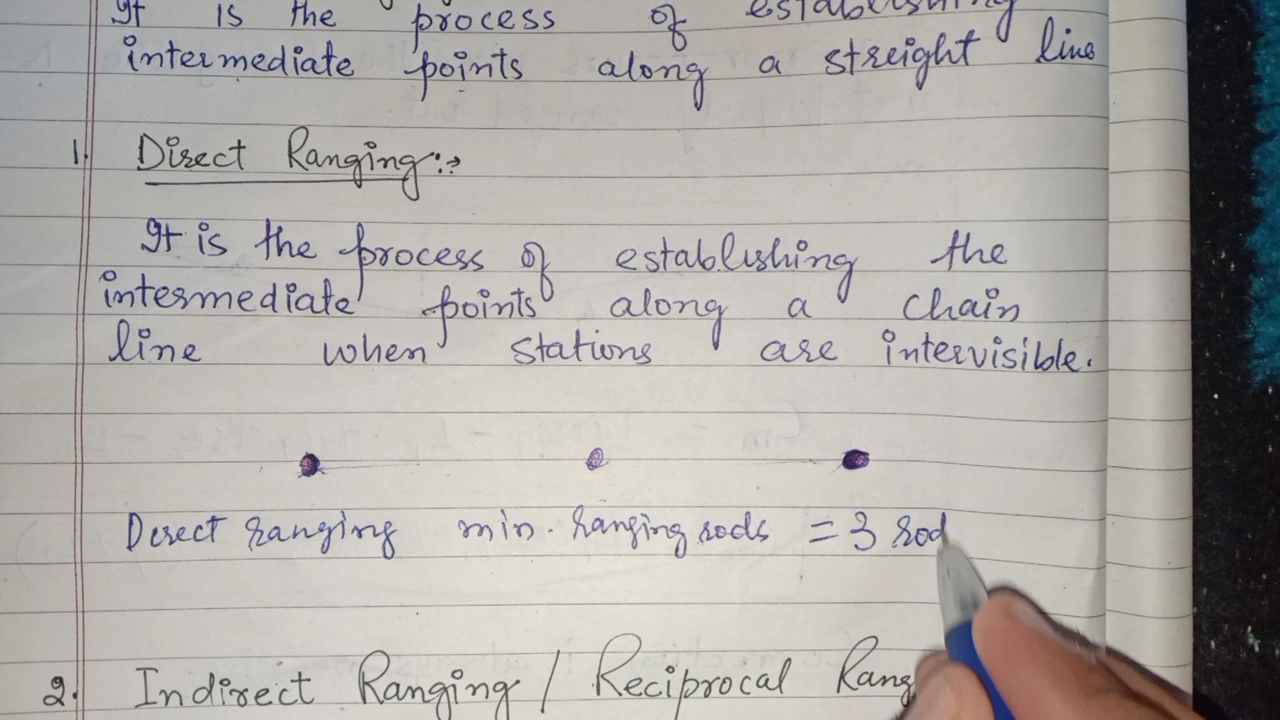 It is the process of establishing
intermediate points along a streight line
1. Direct Ranging:->
It is the process of establishing the
intermediate points along a chain
line when stations are intervisible.
Direct ranging min. ranging rods = 3 rod
2. Indirect Ranging / Reciprocal Rang